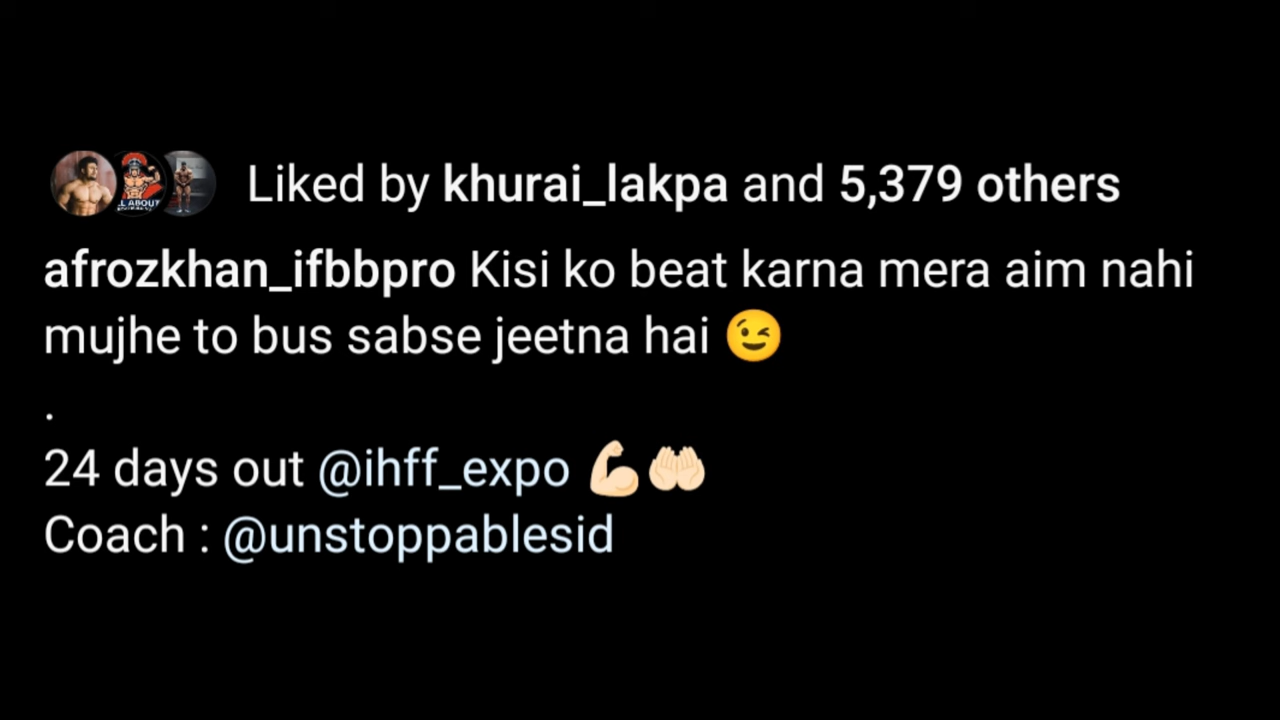 Liked by khurai_lakpa and 5,379 others
afrozkhan_ifbbpro Kisi ko beat karna mera aim nahi
mujhe to bus sabse jeetna hai 😉
.
24 days out @ihff_expo 💪🏻🤲🏻
Coach : @unstoppablesid